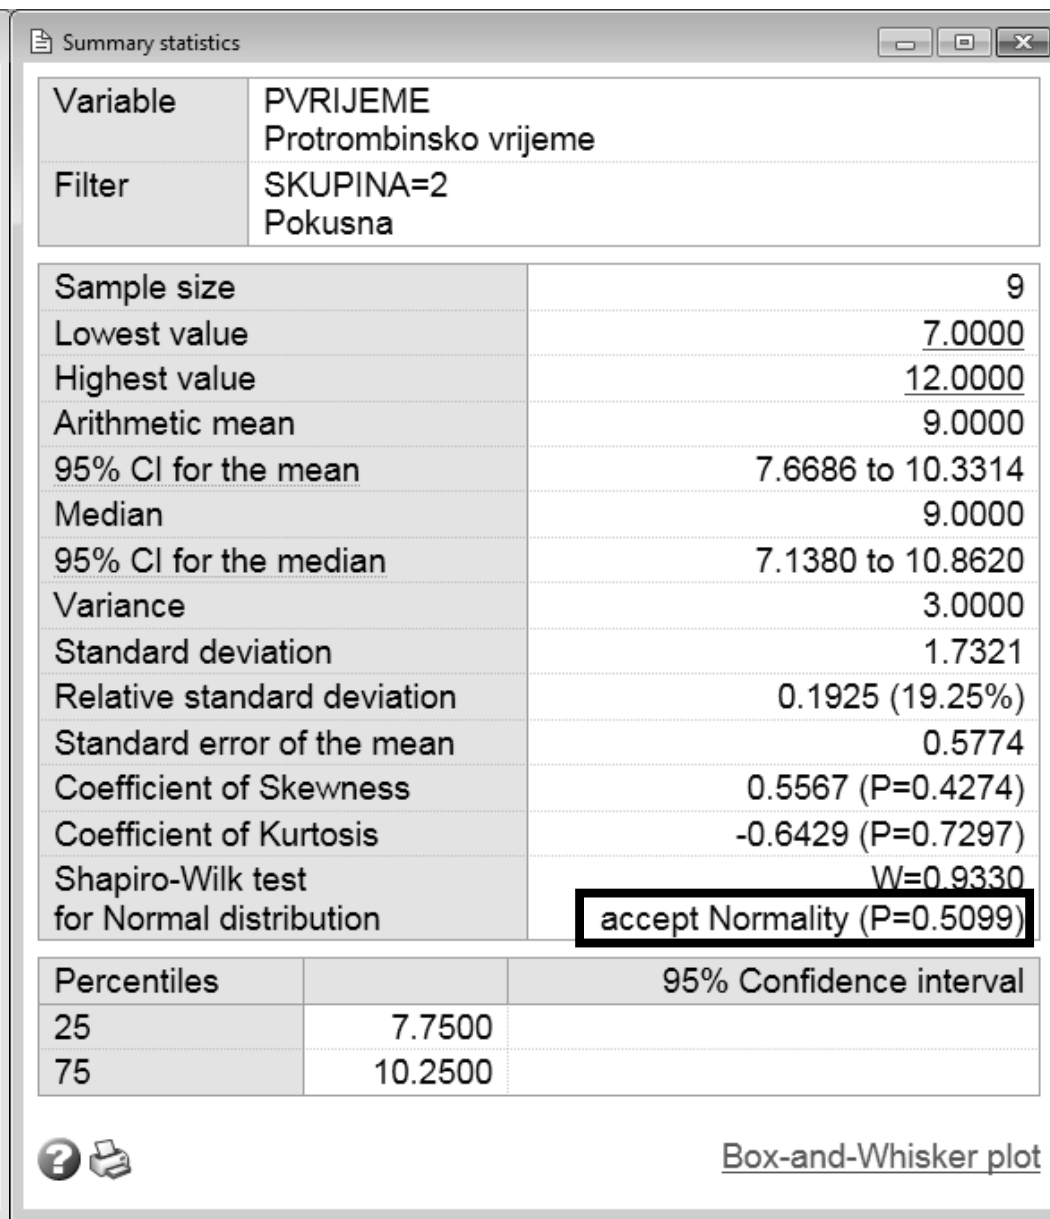 Summary statistics
Variable PVRIJEME
Protrombinsko vrijeme
Filter SKUPINA=2
Pokusna
Sample size 9
Lowest value 7.0000
Highest value 12.0000
Arithmetic mean 9.0000
95% CI for the mean 7.6686 to 10.3314
Median 9.0000
95% CI for the median 7.1380 to 10.8620
Variance 3.0000
Standard deviation 1.7321
Relative standard deviation 0.1925 (19.25%)
Standard error of the mean 0.5774
Coefficient of Skewness 0.5567 (P=0.4274)
Coefficient of Kurtosis -0.6429 (P=0.7297)
Shapiro-Wilk test W=0.9330
for Normal distribution accept Normality (P=0.5099)
Percentiles 95% Confidence interval
25 7.7500
75 10.2500
Box-and-Whisker plot